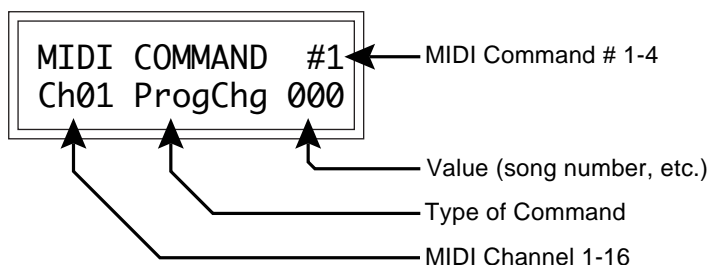 MIDI COMMAND #1
Ch01 ProgChg 000
MIDI Command # 1-4
Value (song number, etc.)
Type of Command
MIDI Channel 1-16